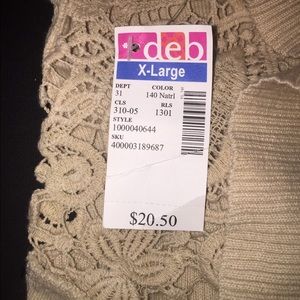 deb
X-Large
DEPT COLOR
31 140 Natrl
CLS RLS
310-05 1301
STYLE
1000040644
SKU
400003189687
$20.50